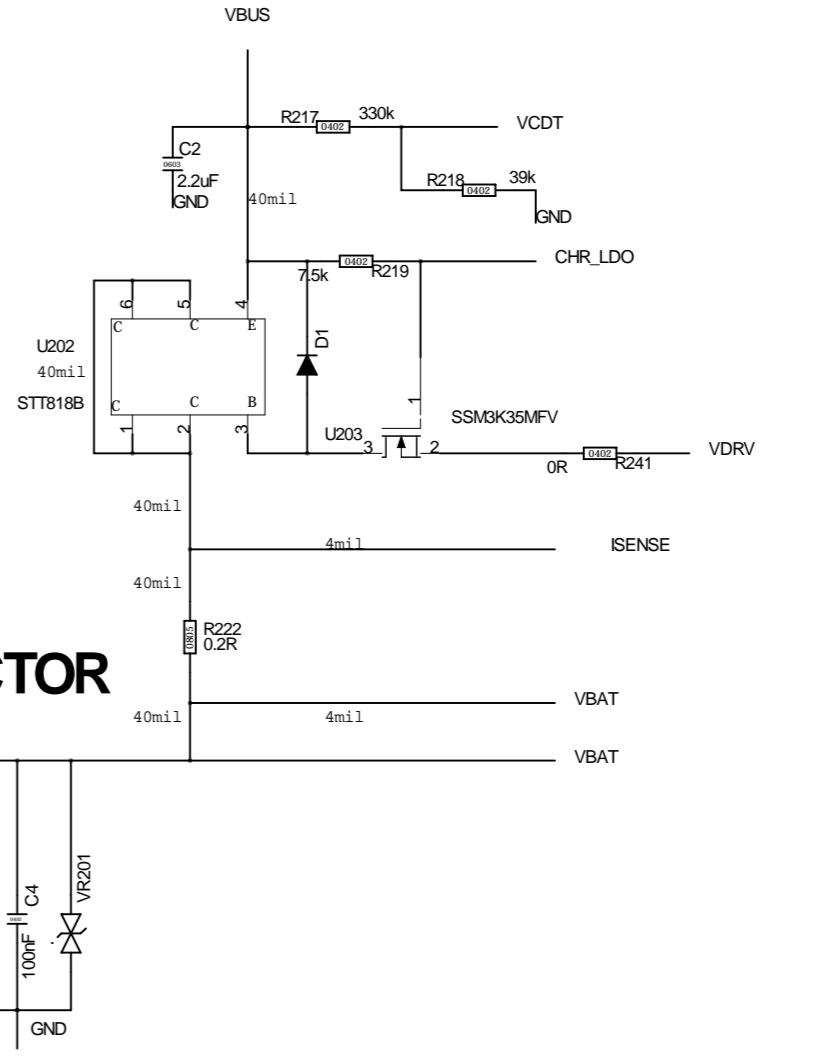 VBUS
R217 0402 330k VCDT
C2
0603
2.2uF
GND
R218 0402 39k
GND
40mil
7.5k 0402 R219 CHR_LDO
6 5 4
C C E
U202
40mil
STT818B
C C B
1 2 3
D1
U203
1
SSM3K35MFV
3 2
0R 0402 R241 VDRV
40mil
4mil ISENSE
40mil
0805 R222
0.2R
CTOR
VBAT
40mil 4mil
VBAT
C4
0402
100nF
VR201
GND